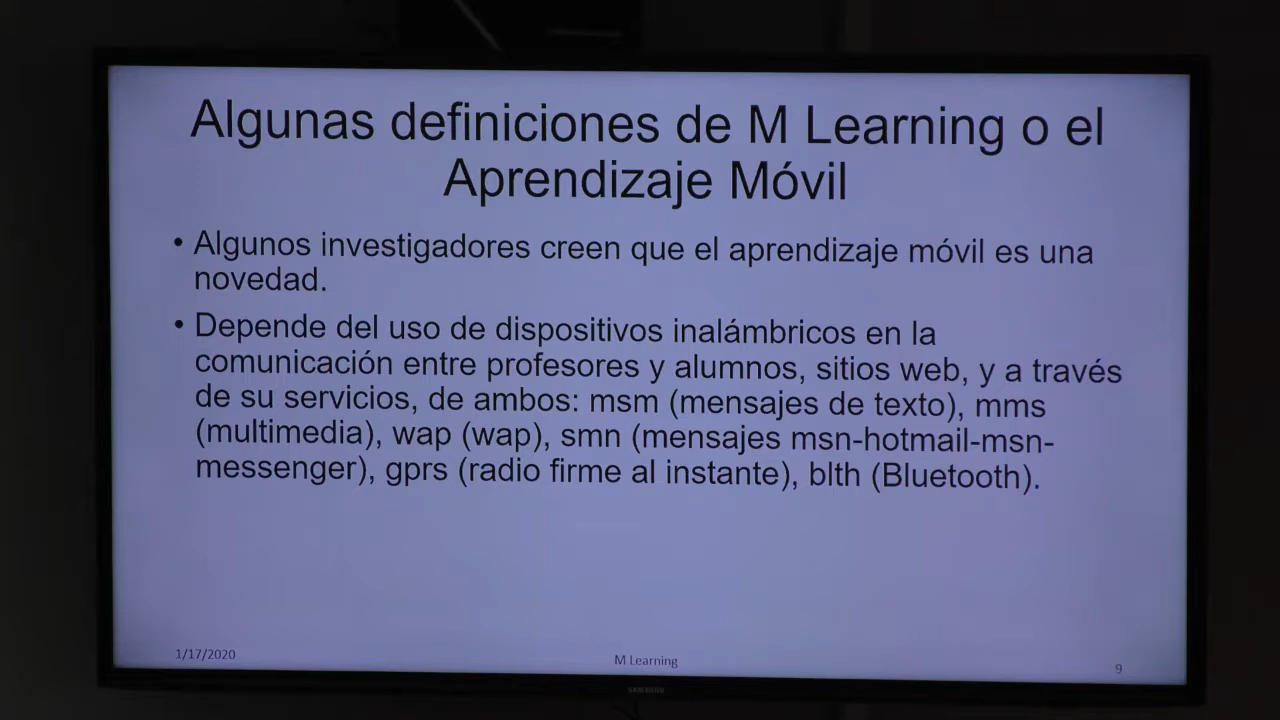 Algunas definiciones de M Learning o el
Aprendizaje Móvil
• Algunos investigadores creen que el aprendizaje móvil es una
novedad.
• Depende del uso de dispositivos inalámbricos en la
comunicación entre profesores y alumnos, sitios web, y a través
de su servicios, de ambos: msm (mensajes de texto), mms
(multimedia), wap (wap), smn (mensajes msn-hotmail-msn-
messenger), gprs (radio firme al instante), blth (Bluetooth).
1/17/2020
M Learning
9
SAMSUNG